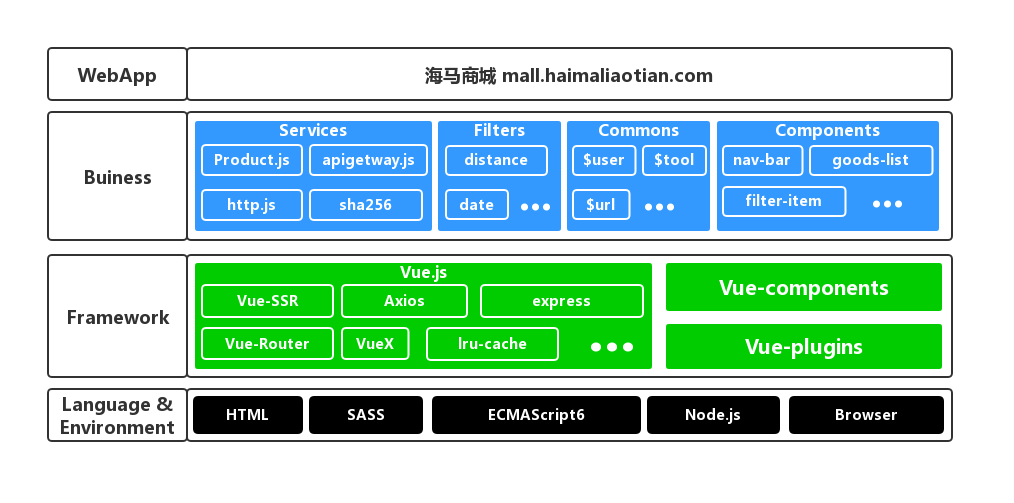 WebApp
海马商城 mall.haimaliaotian.com
Buiness
Services
Product.js
apigetway.js
http.js
sha256
Filters
distance
date
Commons
$user
$tool
$url
Components
nav-bar
goods-list
filter-item
Framework
Vue.js
Vue-SSR
Axios
express
Vue-Router
VueX
lru-cache
Vue-components
Vue-plugins
Language &
Environment
HTML
SASS
ECMAScript6
Node.js
Browser